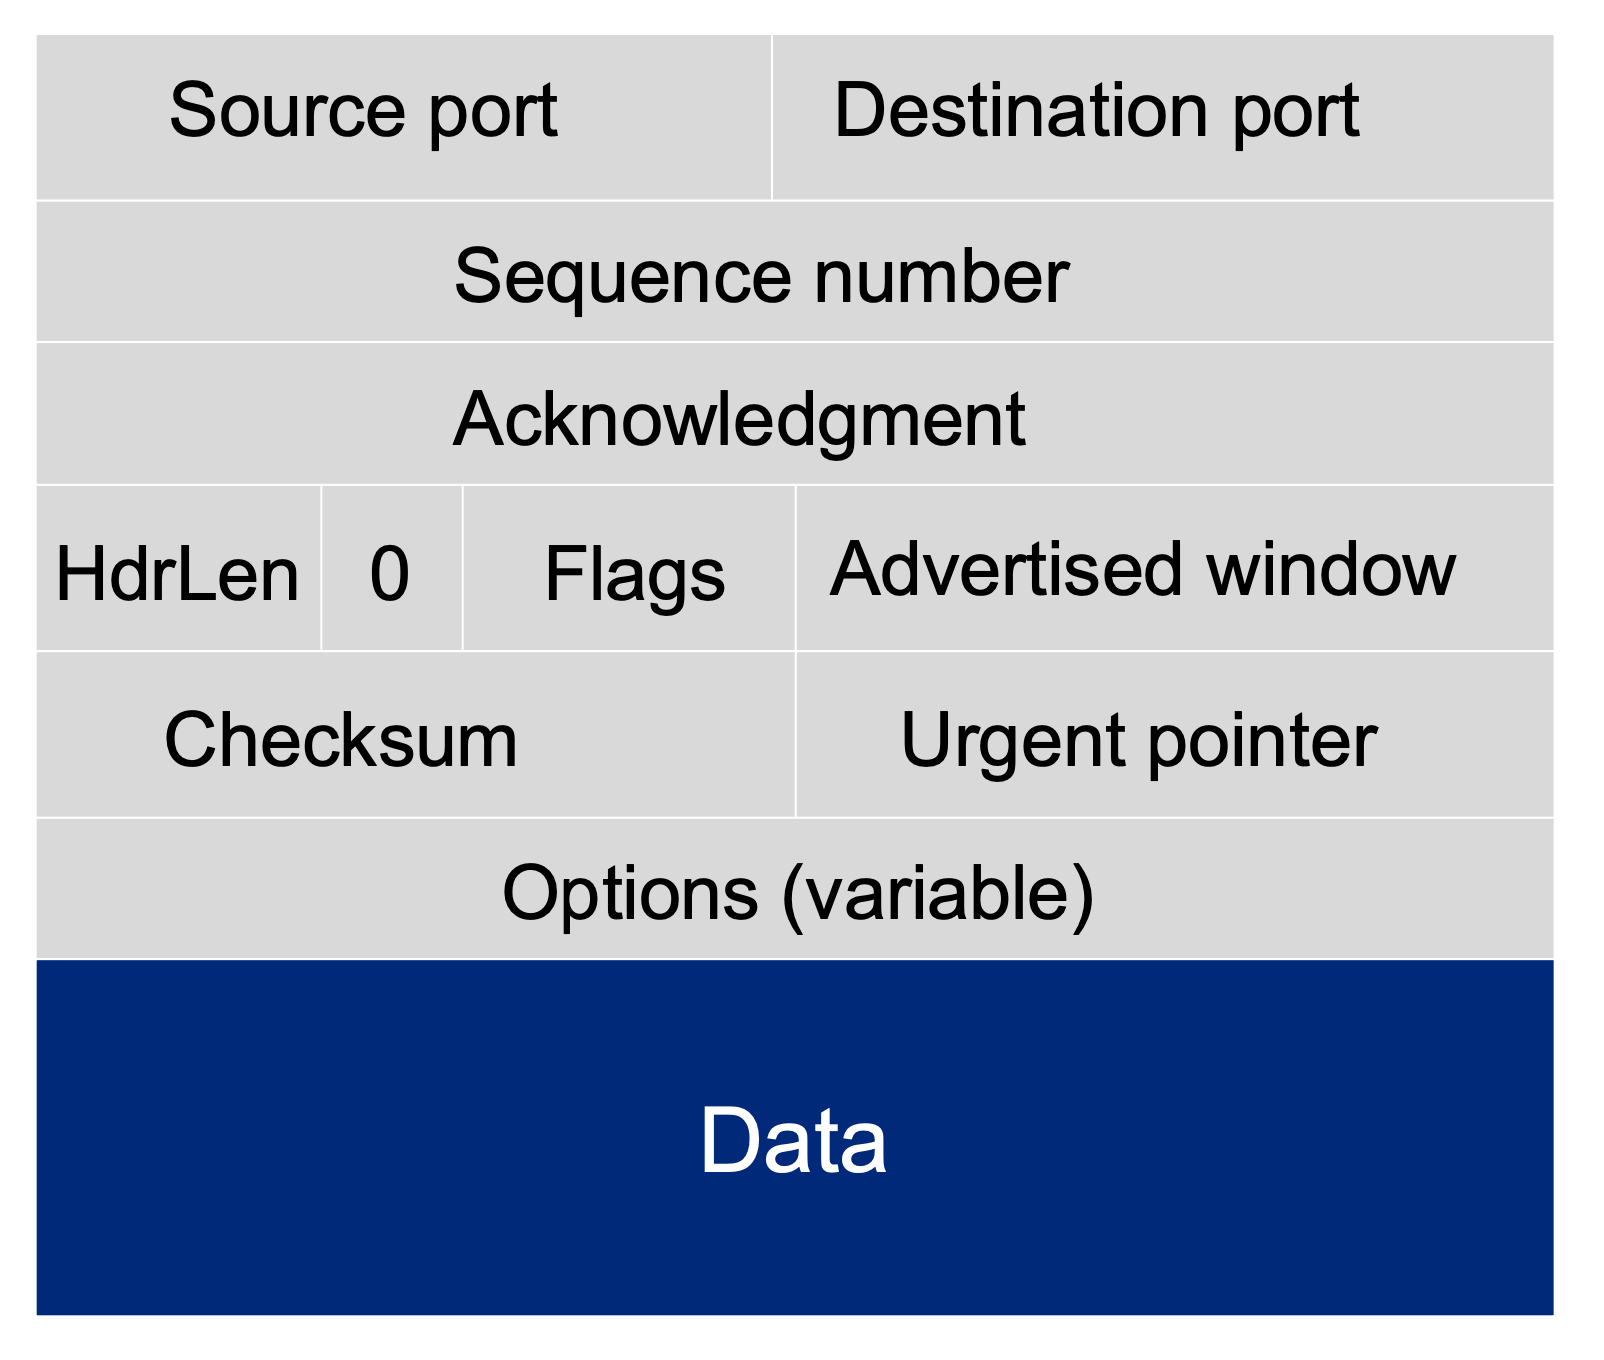 Source port
Destination port
Sequence number
Acknowledgment
HdrLen
0
Flags
Advertised window
Checksum
Urgent pointer
Options (variable)
Data